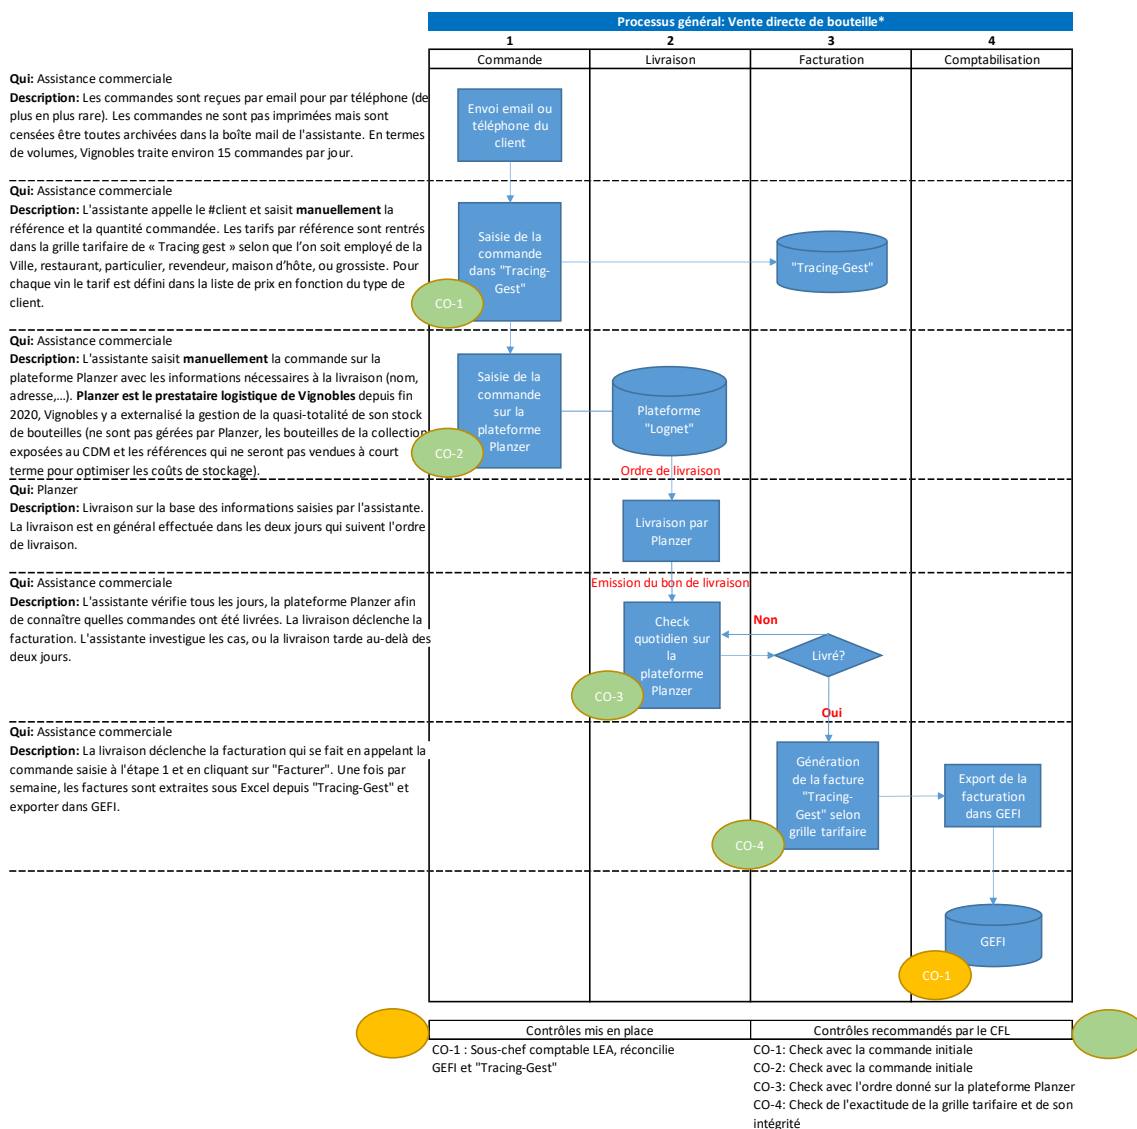 Processus général: Vente directe de bouteille*
1
2
3
4
Commande
Livraison
Facturation
Comptabilisation
Qui: Assistance commerciale
Description: Les commandes sont reçues par email pour par téléphone (de
plus en plus rare). Les commandes ne sont pas imprimées mais sont
censées être toutes archivées dans la boîte mail de l'assistante. En termes
de volumes, Vignobles traite environ 15 commandes par jour.
Envoi email ou
téléphone du
client
Qui: Assistance commerciale
Description: L'assistante appelle le #client et saisit manuellement la
référence et la quantité commandée. Les tarifs par référence sont rentrés
dans la grille tarifaire de « Tracing gest » selon que l'on soit employé de la
Ville, restaurant, particulier, revendeur, maison d'hôte, ou grossiste. Pour
chaque vin le tarif est défini dans la liste de prix en fonction du type de
client.
Saisie de la
commande
dans "Tracing-
Gest"
CO-1
"Tracing-Gest"
Qui: Assistance commerciale
Description: L'assistante saisit manuellement la commande sur la
plateforme Planzer avec les informations nécessaires à la livraison (nom,
adresse,...). Planzer est le prestataire logistique de Vignobles depuis fin
2020, Vignobles y a externalisé la gestion de la quasi-totalité de son stock
de bouteilles (ne sont pas gérées par Planzer, les bouteilles de la collection
exposées au CDM et les références qui ne seront pas vendues à court
terme pour optimiser les coûts de stockage).
Saisie de la
commande
sur la
plateforme
Planzer
CO-2
Plateforme
"Lognet"
Ordre de livraison
Qui: Planzer
Description: Livraison sur la base des informations saisies par l'assistante.
La livraison est en général effectuée dans les deux jours qui suivent l'ordre
de livraison.
Livraison par
Planzer
Qui: Assistance commerciale
Description: L'assistante vérifie tous les jours, la plateforme Planzer afin
de connaître quelles commandes ont été livrées. La livraison déclenche la
facturation. L'assistante investigue les cas, ou la livraison tarde au-delà des
deux jours.
Emission du bon de livraison
Check
quotidien sur
la
plateforme
Planzer
CO-3
Non
Livré?
Oui
Qui: Assistance commerciale
Description: La livraison déclenche la facturation qui se fait en appelant la
commande saisie à l'étape 1 et en cliquant sur "Facturer". Une fois par
semaine, les factures sont extraites sous Excel depuis "Tracing-Gest" et
exporter dans GEFI.
Génération
de la facture
"Tracing-
Gest" selon
grille tarifaire
CO-4
Export de la
facturation
dans GEFI
GEFI
CO-1
Contrôles mis en place
CO-1 : Sous-chef comptable LEA, réconcilie
GEFI et "Tracing-Gest"
Contrôles recommandés par le CFL
CO-1: Check avec la commande initiale
CO-2: Check avec la commande initiale
CO-3: Check avec l'ordre donné sur la plateforme Planzer
CO-4: Check de l'exactitude de la grille tarifaire et de son
intégrité